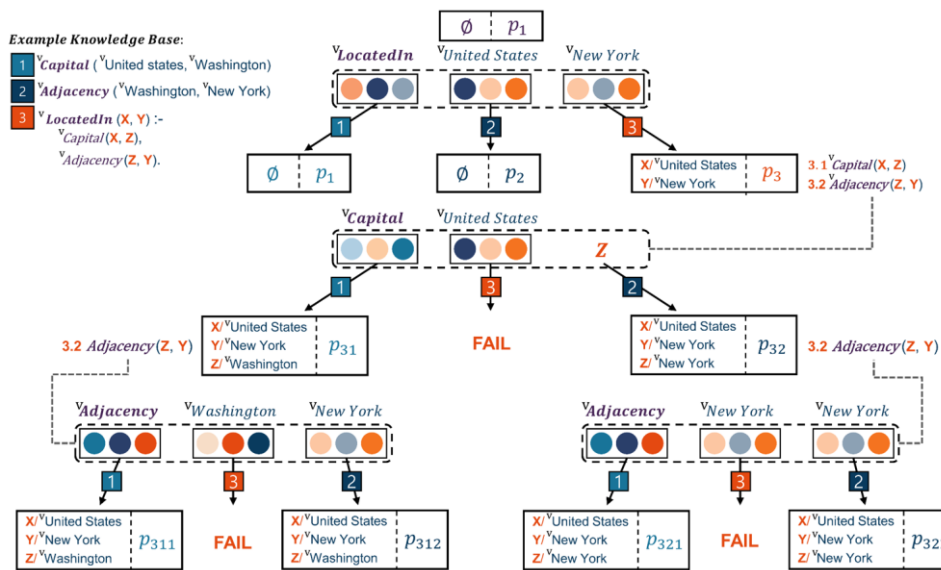 ∅ p1
Example Knowledge Base:
1 vCapital (vUnited states, vWashington)
2 vAdjacency (vWashington, vNew York)
3 vLocatedIn (X, Y) :-
vCapital(X, Z),
vAdjacency(Z, Y).
vLocatedIn vUnited States vNew York
1 2 3
∅ p1
∅ p2
X/vUnited States
Y/vNew York
p3
3.1 vCapital(X, Z)
3.2 vAdjacency(Z, Y)
vCapital vUnited States Z
1 3 2
X/vUnited States
Y/vNew York
Z/vWashington
p31
FAIL
X/vUnited States
Y/vNew York
Z/vNew York
p32
3.2 Adjacency(Z, Y)
3.2 Adjacency(Z, Y)
vAdjacency vWashington vNew York
1 3 2
X/vUnited States
Y/vNew York
Z/vWashington
p311
FAIL
X/vUnited States
Y/vNew York
Z/vWashington
p312
vAdjacency vNew York vNew York
1 3 2
X/vUnited States
Y/vNew York
Z/vNew York
p321
FAIL
X/vUnited States
Y/vNew York
Z/vNew York
p32